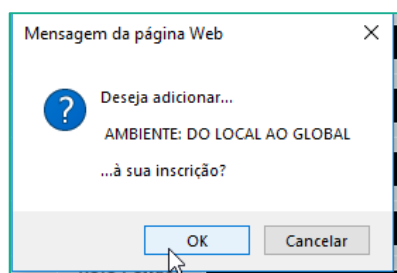 Mensagem da página Web
Deseja adicionar...
AMBIENTE: DO LOCAL AO GLOBAL
...à sua inscrição?
OK
Cancelar